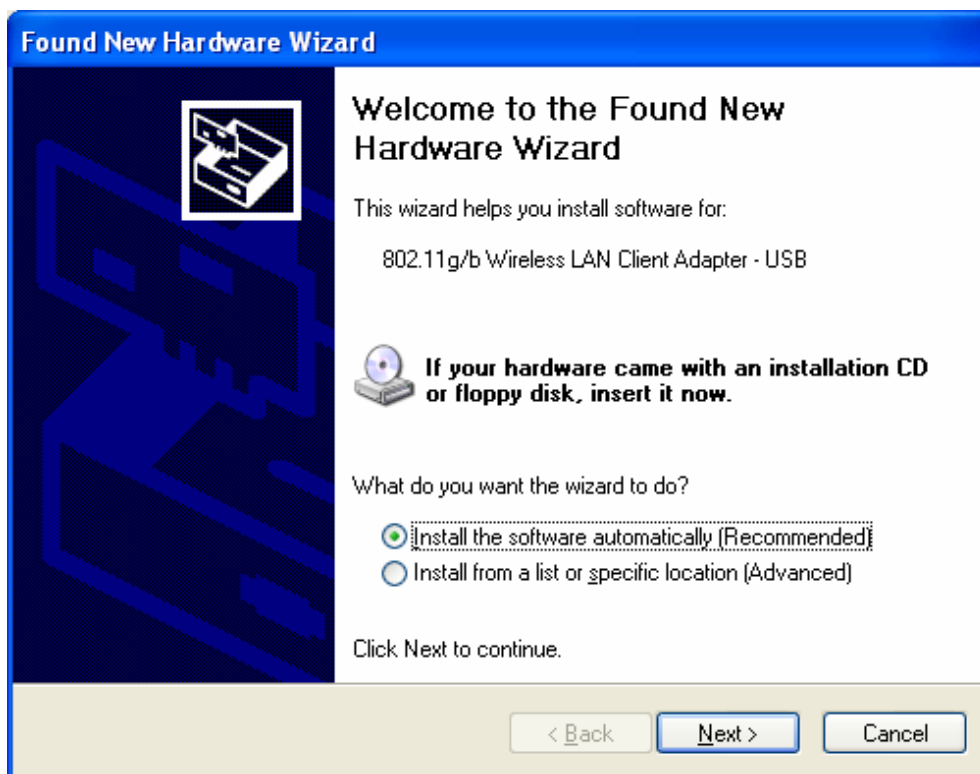 Found New Hardware Wizard
Welcome to the Found New
Hardware Wizard
This wizard helps you install software for:
802.11g/b Wireless LAN Client Adapter - USB
If your hardware came with an installation CD
or floppy disk, insert it now.
What do you want the wizard to do?
Install the software automatically (Recommended)
Install from a list or specific location (Advanced)
Click Next to continue.
< Back Next > Cancel